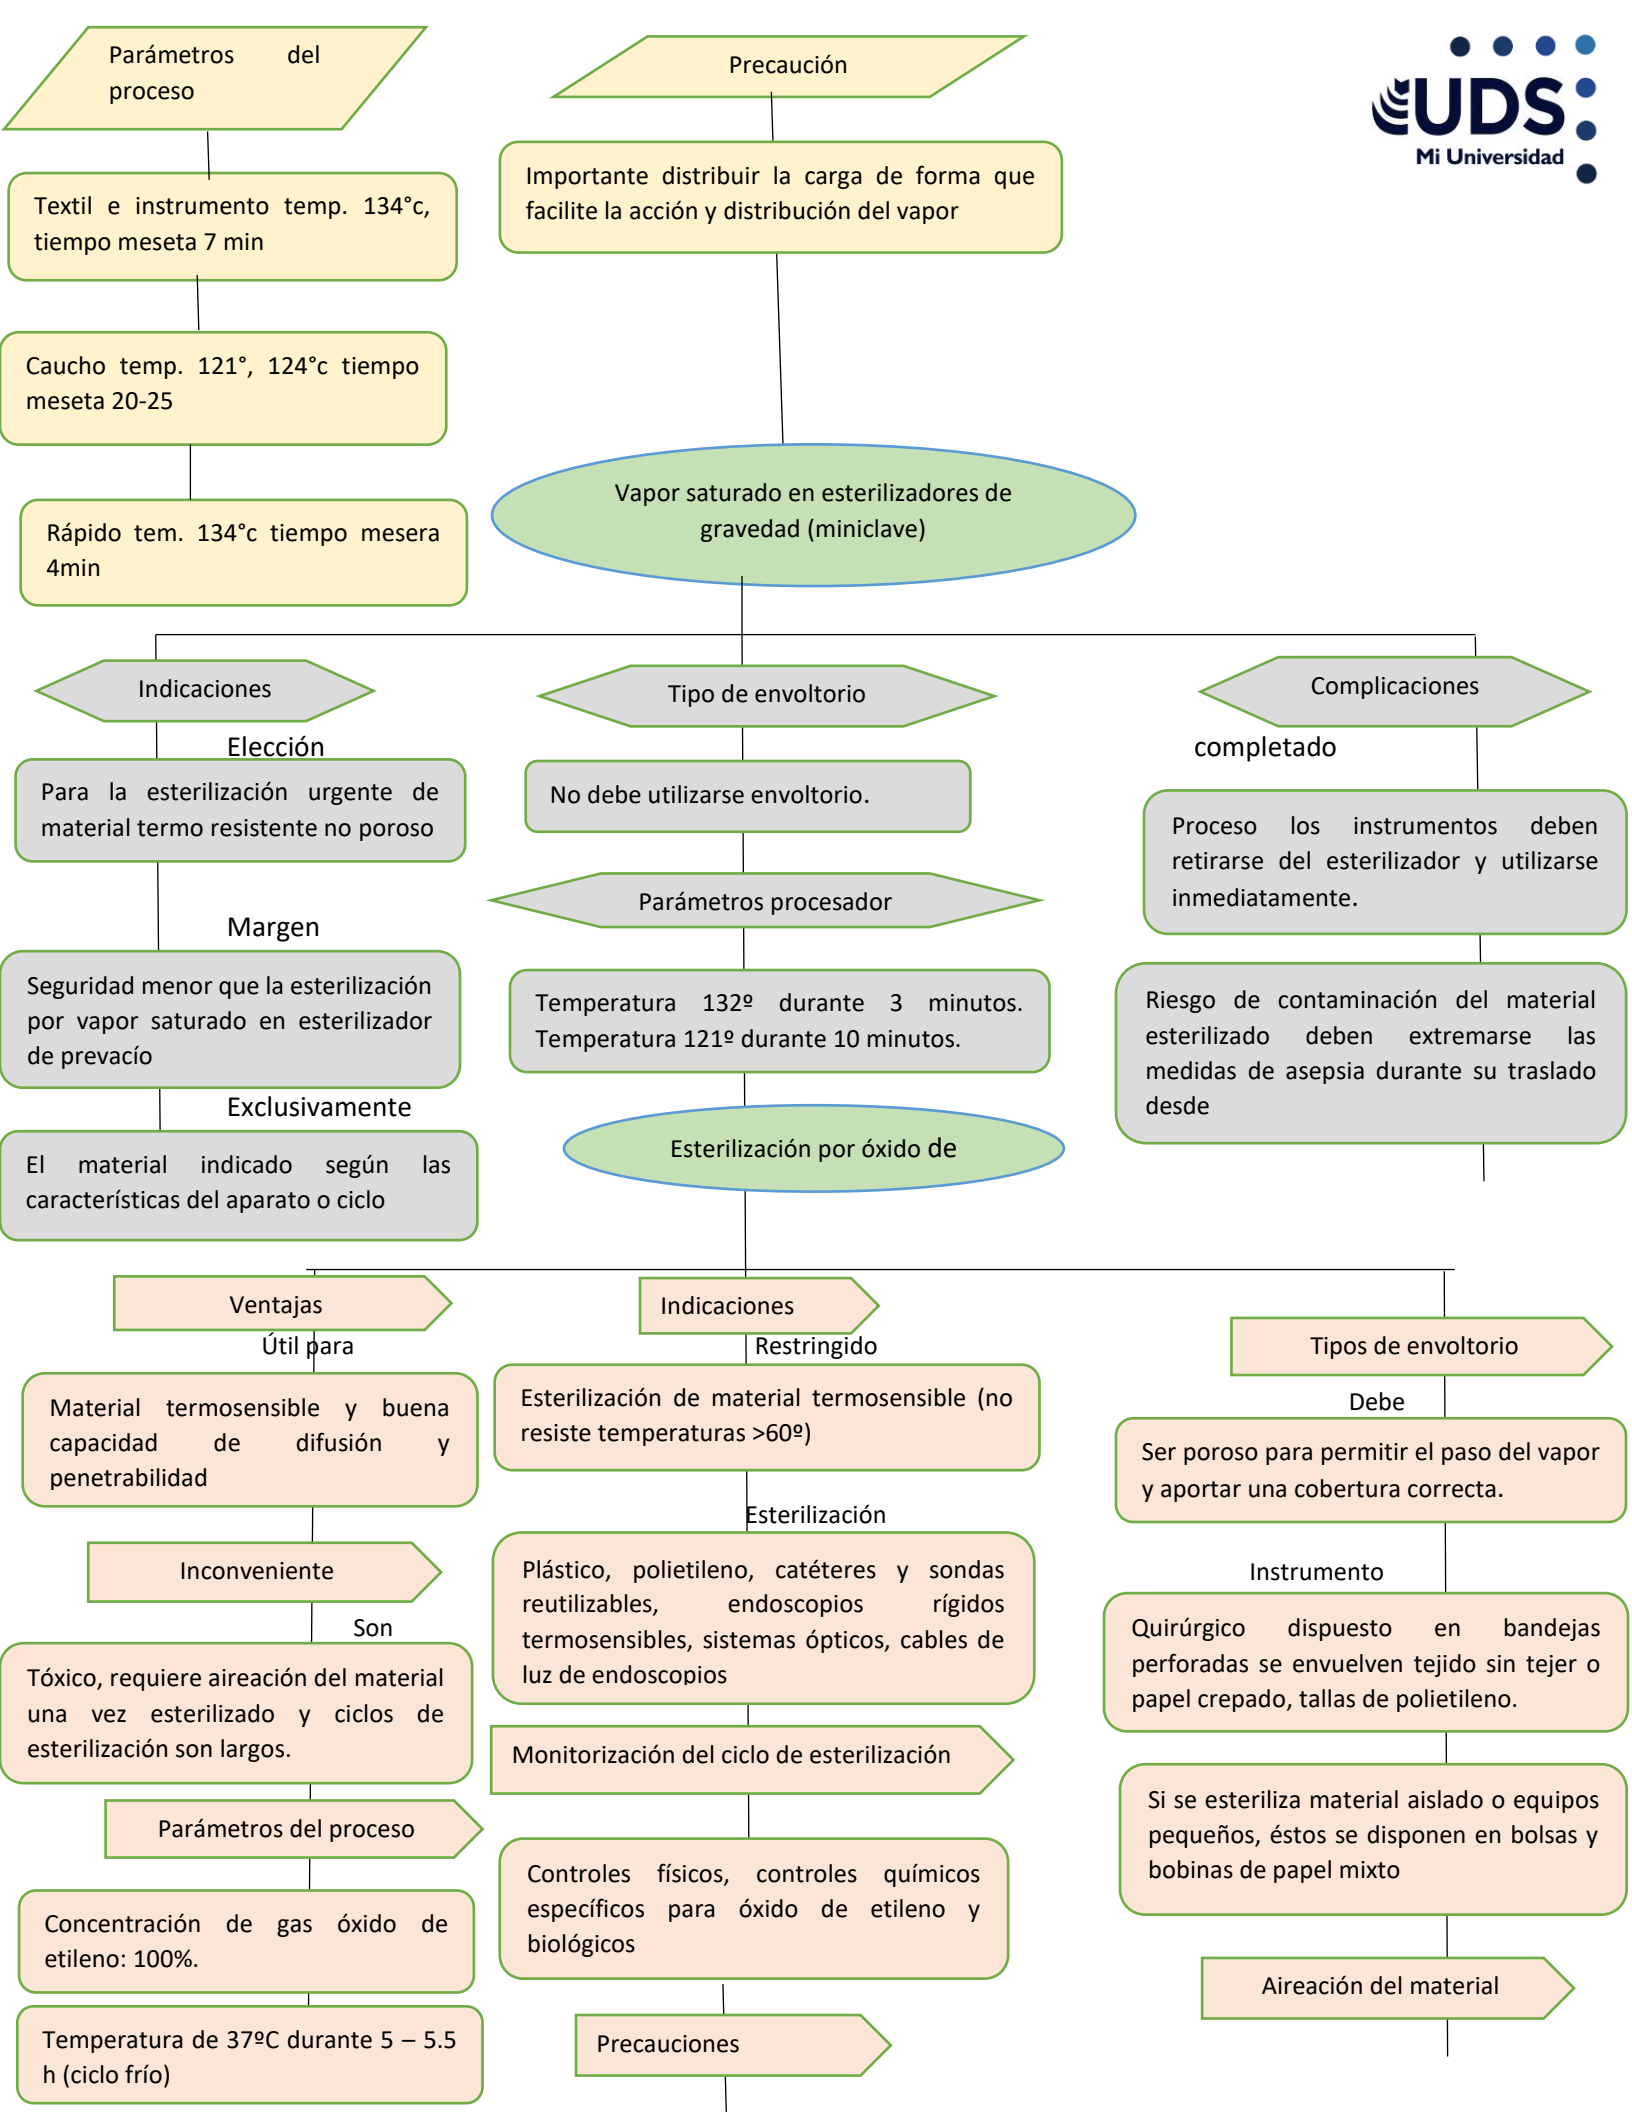 Parámetros del
proceso
Precaución
UDS
Mi Universidad
Textil e instrumento temp. 134°c,
tiempo meseta 7 min
Importante distribuir la carga de forma que
facilite la acción y distribución del vapor
Caucho temp. 121°, 124°c tiempo
meseta 20-25
Rápido tem. 134°c tiempo mesera
4min
Vapor saturado en esterilizadores de
gravedad (miniclave)
Indicaciones
Elección
Para la esterilización urgente de
material termo resistente no poroso
Margen
Seguridad menor que la esterilización
por vapor saturado en esterilizador
de prevacío
Exclusivamente
El material indicado según las
características del aparato o ciclo
Tipo de envoltorio
No debe utilizarse envoltorio.
Parámetros procesador
Temperatura 132º durante 3 minutos.
Temperatura 121º durante 10 minutos.
Complicaciones
completado
Proceso los instrumentos deben
retirarse del esterilizador y utilizarse
inmediatamente.
Riesgo de contaminación del material
esterilizado deben extremarse las
medidas de asepsia durante su traslado
desde
Esterilización por óxido de
Ventajas
Útil para
Material termosensible y buena
capacidad de difusión y
penetrabilidad
Inconveniente
Son
Tóxico, requiere aireación del material
una vez esterilizado y ciclos de
esterilización son largos.
Parámetros del proceso
Concentración de gas óxido de
etileno: 100%.
Temperatura de 37ºC durante 5 – 5.5
h (ciclo frío)
Indicaciones
Restringido
Esterilización de material termosensible (no
resiste temperaturas >60º)
Esterilización
Plástico, polietileno, catéteres y sondas
reutilizables, endoscopios rígidos
termosensibles, sistemas ópticos, cables de
luz de endoscopios
Monitorización del ciclo de esterilización
Controles físicos, controles químicos
específicos para óxido de etileno y
biológicos
Precauciones
Tipos de envoltorio
Debe
Ser poroso para permitir el paso del vapor
y aportar una cobertura correcta.
Instrumento
Quirúrgico dispuesto en bandejas
perforadas se envuelven tejido sin tejer o
papel crepado, tallas de polietileno.
Si se esteriliza material aislado o equipos
pequeños, éstos se disponen en bolsas y
bobinas de papel mixto
Aireación del material